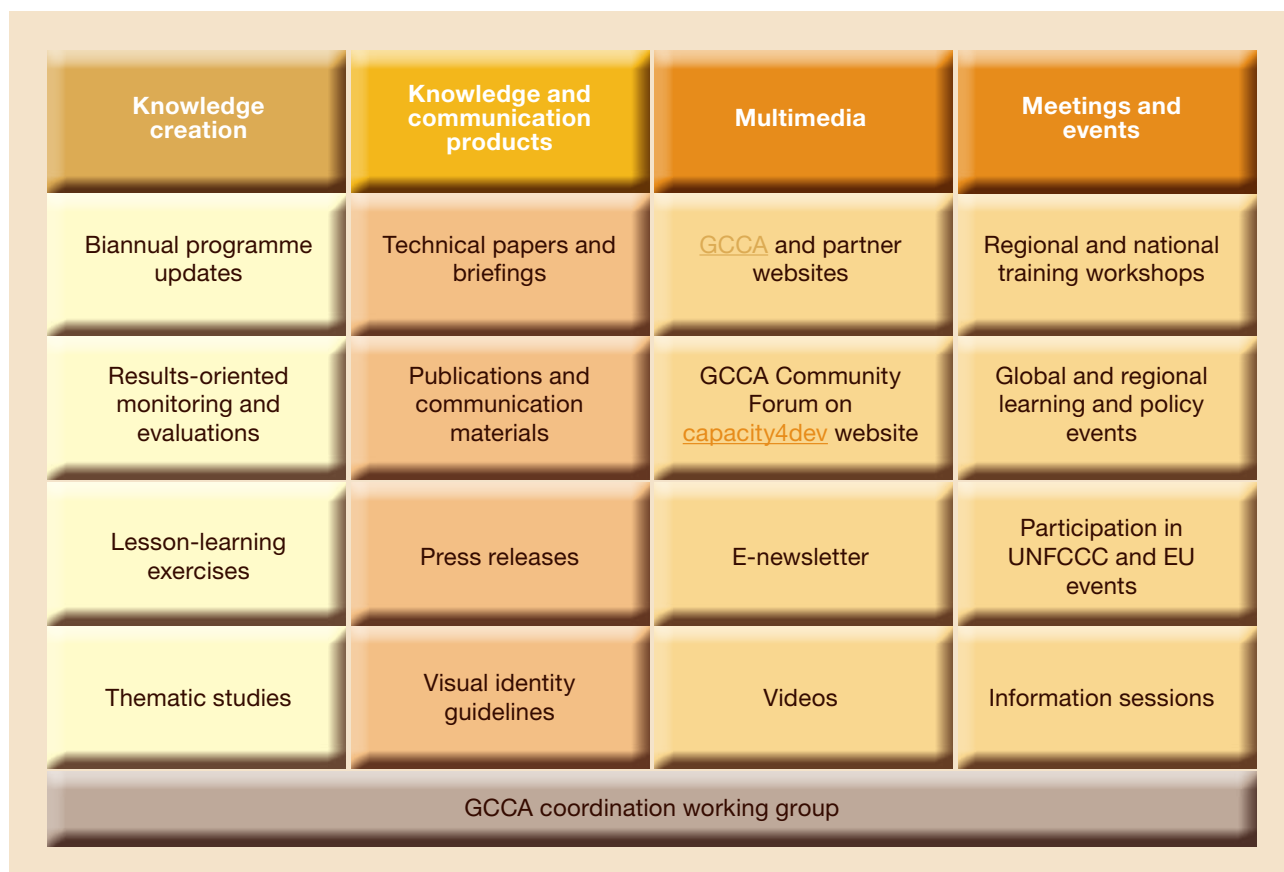 Knowledge
creation
Knowledge and
communication
products
Multimedia
Meetings and
events
Biannual programme
updates
Technical papers and
briefings
GCCA and partner
websites
Regional and national
training workshops
Results-oriented
monitoring and
evaluations
Publications and
communication
materials
GCCA Community
Forum on
capacity4dev website
Global and regional
learning and policy
events
Lesson-learning
exercises
Press releases
E-newsletter
Participation in
UNFCCC and EU
events
Thematic studies
Visual identity
guidelines
Videos
Information sessions
GCCA coordination working group